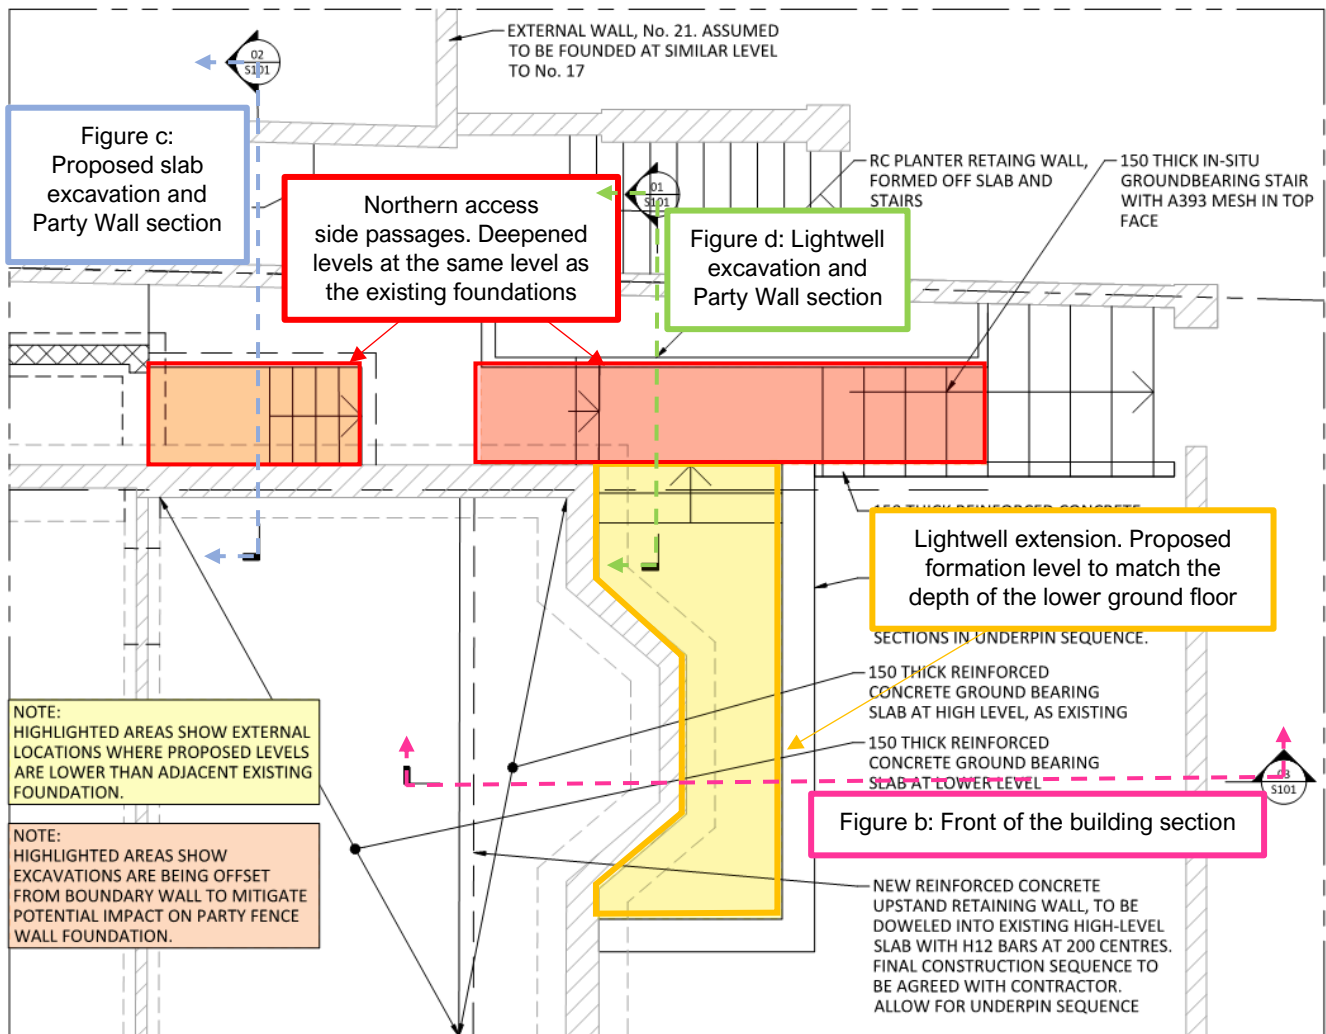 EXTERNAL WALL, No. 21. ASSUMED
TO BE FOUNDED AT SIMILAR LEVEL
TO No. 17
02
S101
Figure c:
Proposed slab
excavation and
Party Wall section
Northern access
side passages. Deepened
levels at the same level as
the existing foundations
01
S101
Figure d: Lightwell
excavation and
Party Wall section
RC PLANTER RETAING WALL,
FORMED OFF SLAB AND
STAIRS
150 THICK IN-SITU
GROUNDBEARING STAIR
WITH A393 MESH IN TOP
FACE
150 THICK REINFORCED CONCRETE
Lightwell extension. Proposed
formation level to match the
depth of the lower ground floor
SECTIONS IN UNDERPIN SEQUENCE.
150 THICK REINFORCED
CONCRETE GROUND BEARING
SLAB AT HIGH LEVEL, AS EXISTING
150 THICK REINFORCED
CONCRETE GROUND BEARING
SLAB AT LOWER LEVEL
03
S101
Figure b: Front of the building section
NEW REINFORCED CONCRETE
UPSTAND RETAINING WALL, TO BE
DOWELED INTO EXISTING HIGH-LEVEL
SLAB WITH H12 BARS AT 200 CENTRES.
FINAL CONSTRUCTION SEQUENCE TO
BE AGREED WITH CONTRACTOR.
ALLOW FOR UNDERPIN SEQUENCE
NOTE:
HIGHLIGHTED AREAS SHOW EXTERNAL
LOCATIONS WHERE PROPOSED LEVELS
ARE LOWER THAN ADJACENT EXISTING
FOUNDATION.
NOTE:
HIGHLIGHTED AREAS SHOW
EXCAVATIONS ARE BEING OFFSET
FROM BOUNDARY WALL TO MITIGATE
POTENTIAL IMPACT ON PARTY FENCE
WALL FOUNDATION.